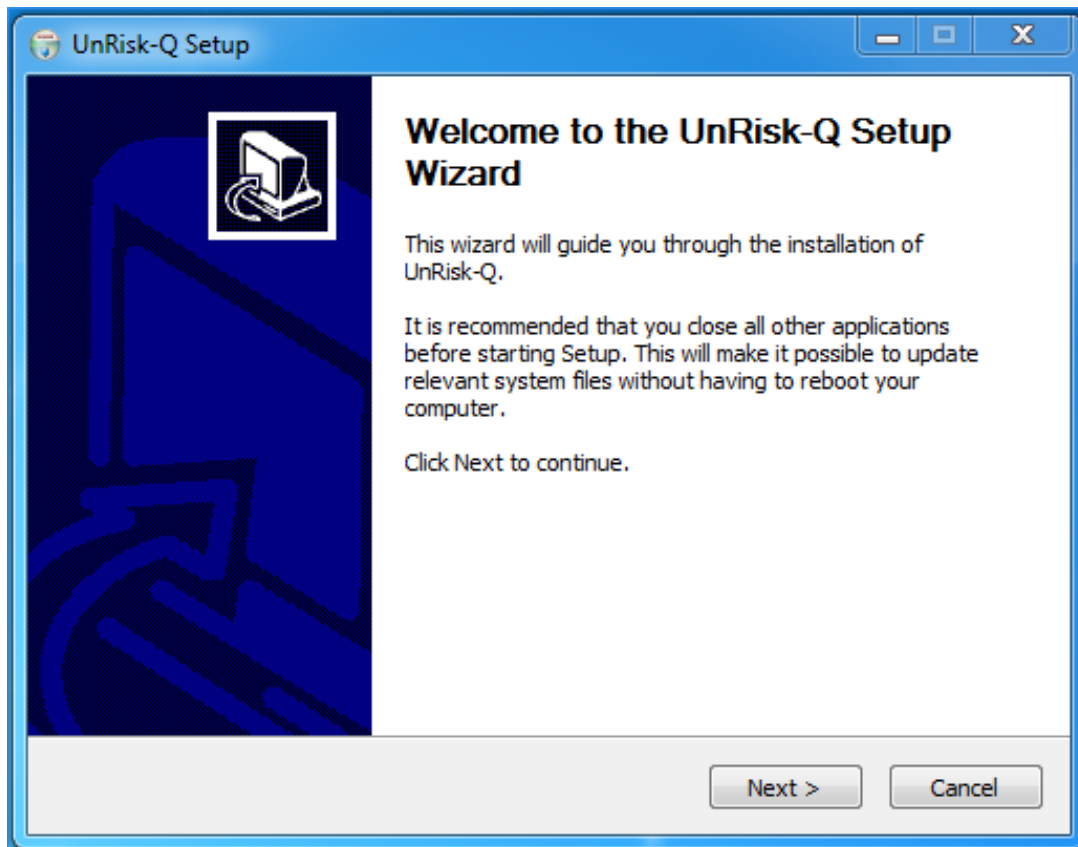 UnRisk-Q Setup
Welcome to the UnRisk-Q Setup
Wizard
This wizard will guide you through the installation of
UnRisk-Q.
It is recommended that you close all other applications
before starting Setup. This will make it possible to update
relevant system files without having to reboot your
computer.
Click Next to continue.
Next >
Cancel